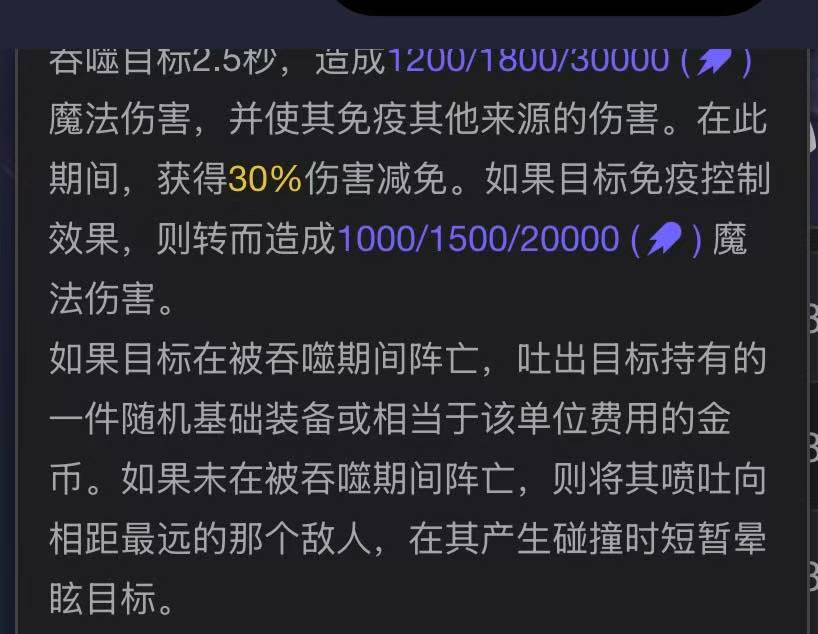 吞噬目标2.5秒，造成1200/1800/30000 ( )
魔法伤害，并使其免疫其他来源的伤害。在此
期间，获得30%伤害减免。如果目标免疫控制
效果，则转而造成1000/1500/20000 ( ) 魔
法伤害。
如果目标在被吞噬期间阵亡，吐出目标持有的
一件随机基础装备或相当于该单位费用的金
币。如果未在被吞噬期间阵亡，则将其喷吐向
相距最远的那个敌人，在其产生碰撞时短暂晕
眩目标。